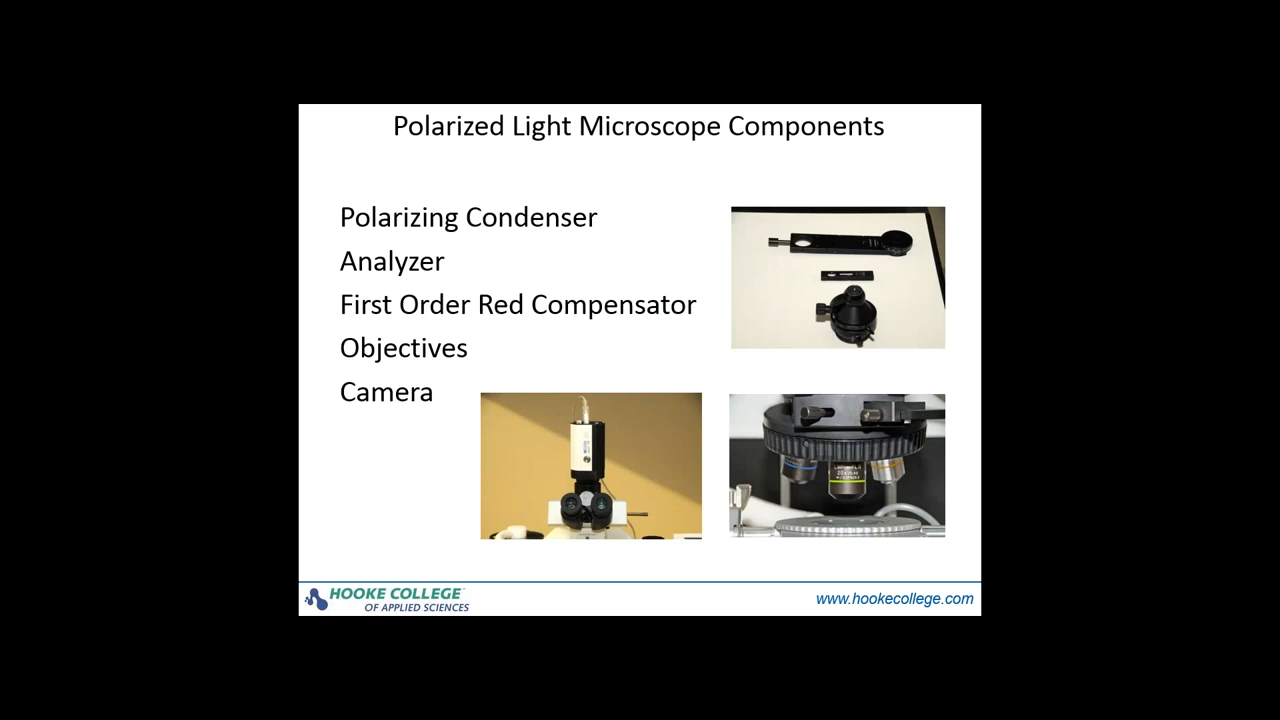 Polarized Light Microscope Components
Polarizing Condenser
Analyzer
First Order Red Compensator
Objectives
Camera
HOOKE COLLEGE
OF APPLIED SCIENCES
www.hookecollege.com